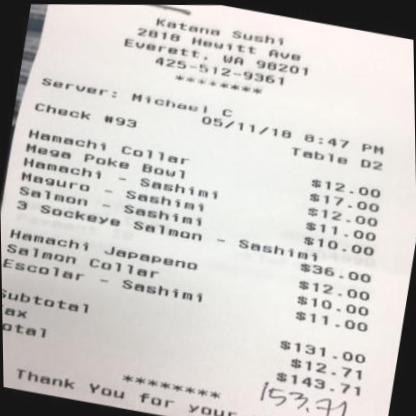 Katana Sushi
2818 Hewitt Ave
Everett, WA 98201
425-512-9361
********
Server: Michael C
05/11/18 8:47 PM
Check #93 Table D2
Hamachi Collar $12.00
Mega Poke Bowl $17.00
Hamachi - Sashimi $12.00
Maguro - Sashimi $11.00
Salmon - Sashimi $10.00
3 Sockeye Salmon - Sashimi $36.00
Hamachi Japapeno $12.00
Salmon Collar $10.00
Escolar - Sashimi $11.00
Subtotal $131.00
ax $12.71
otal $143.71
********
153.71
Thank You for your